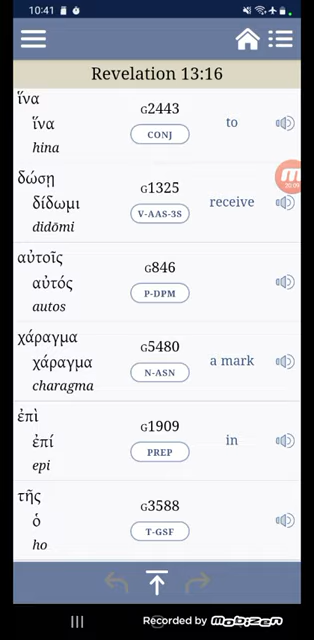 10:41
Revelation 13:16
ἵνα
G2443
ἵνα
to
hina
CONJ
δώσῃ
G1325
δίδωμι
receive
didōmi
V-AAS-3S
20:09
αὐτοῖς
G846
αὐτός
autos
P-DPM
χάραγμα
G5480
χάραγμα
a mark
charagma
N-ASN
ἐπὶ
G1909
ἐπί
in
epi
PREP
τῆς
G3588
ὁ
ho
T-GSF
Recorded by Mobizen